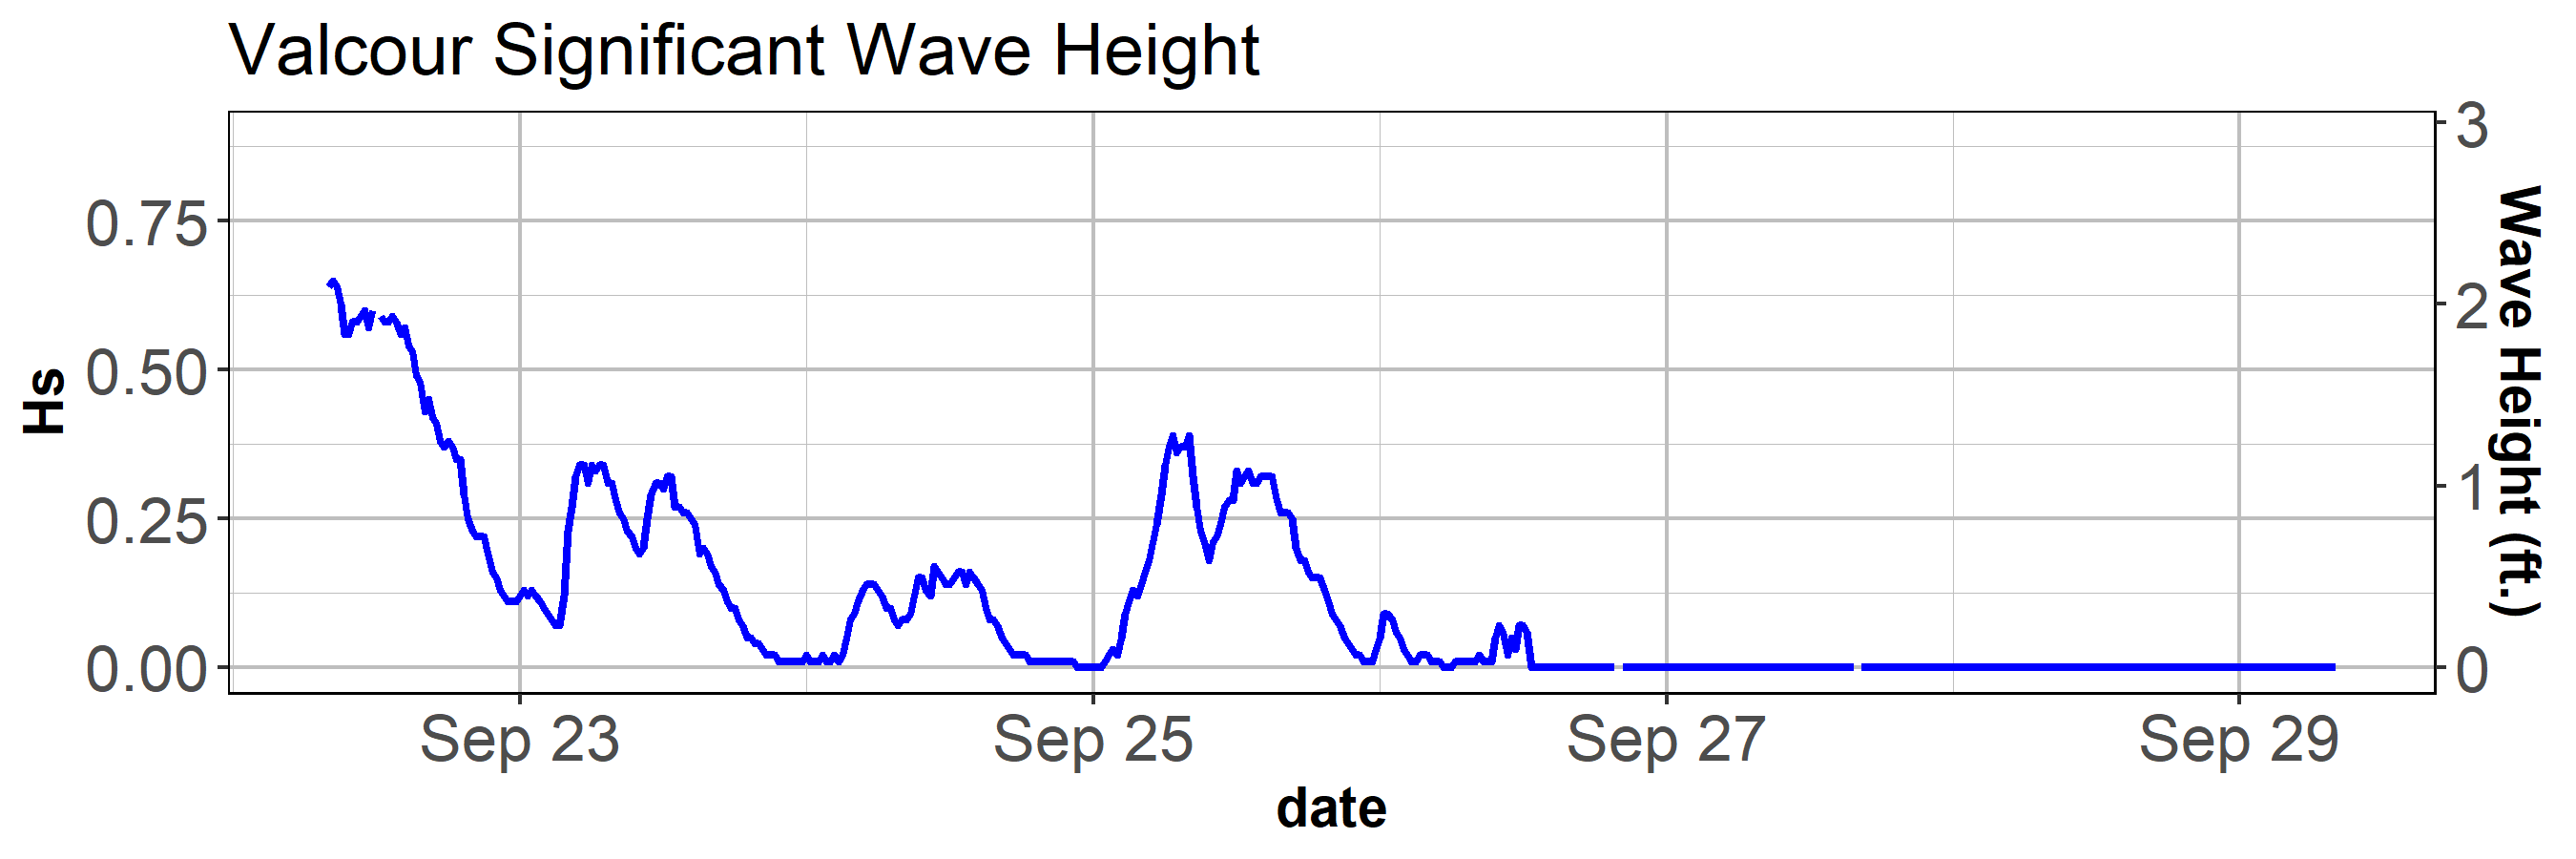 Valcour Significant Wave Height
Hs
0.75
0.50
0.25
0.00
3
2
1
0
Wave Height (ft.)
Sep 23
Sep 25
Sep 27
Sep 29
date